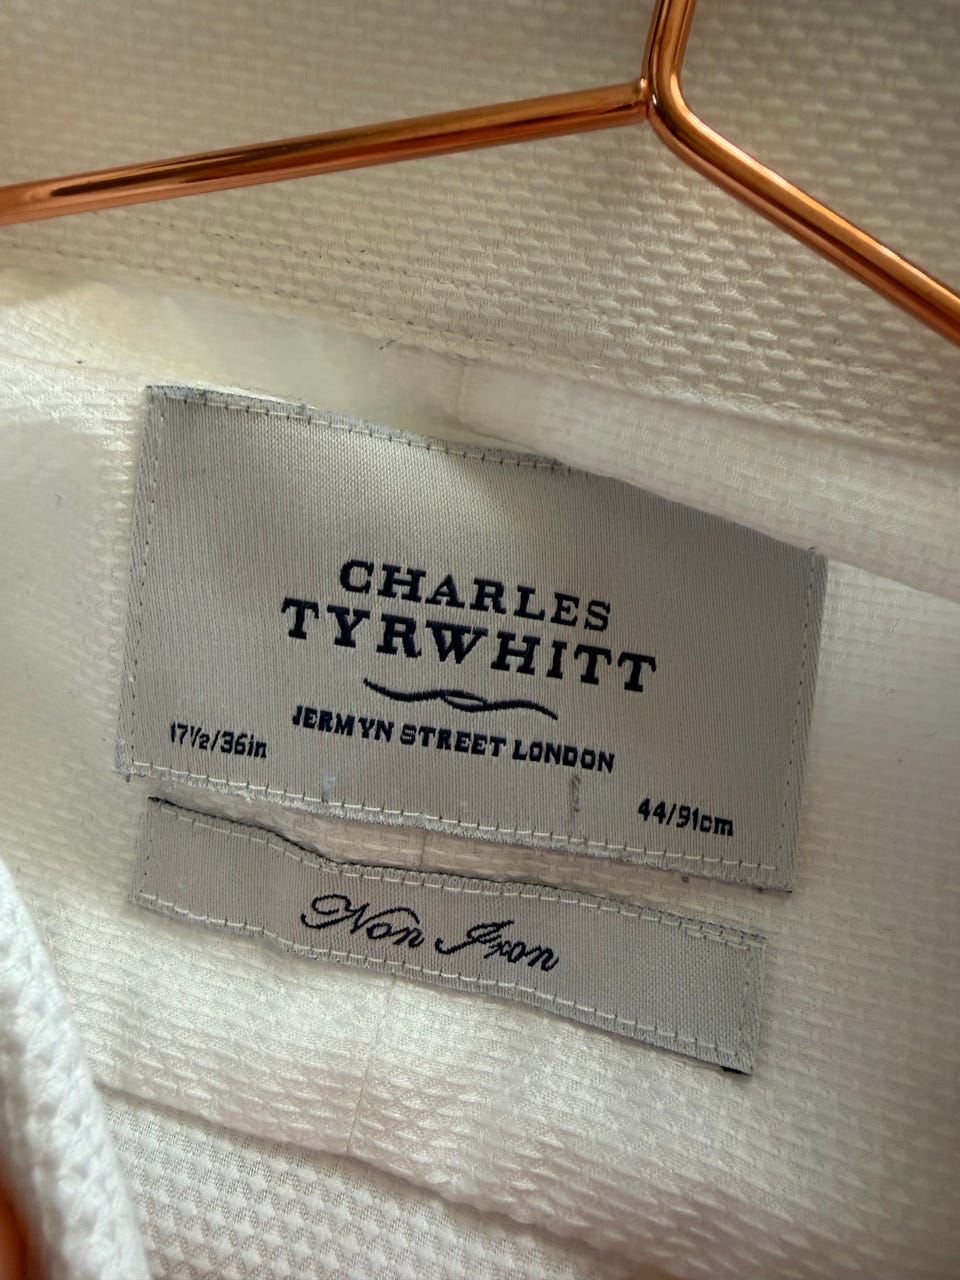 CHARLES
TYRWHITT
JERMYN STREET LONDON
17½/36in
44/91cm
Non Iron